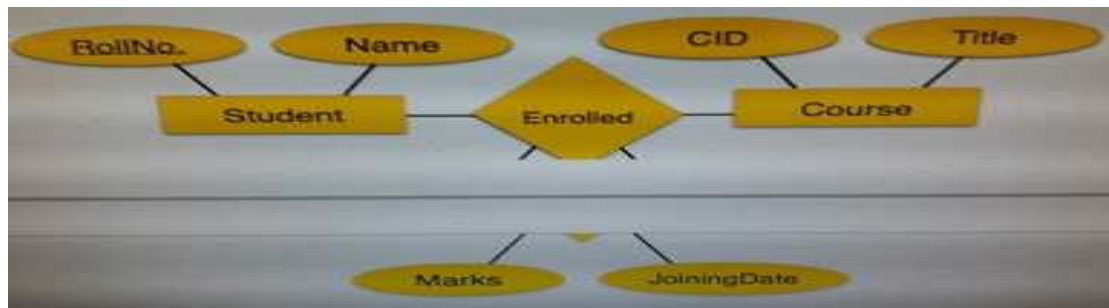 RollNo.
Name
CID
Title
Student
Enrolled
Course
Marks
JoiningDate